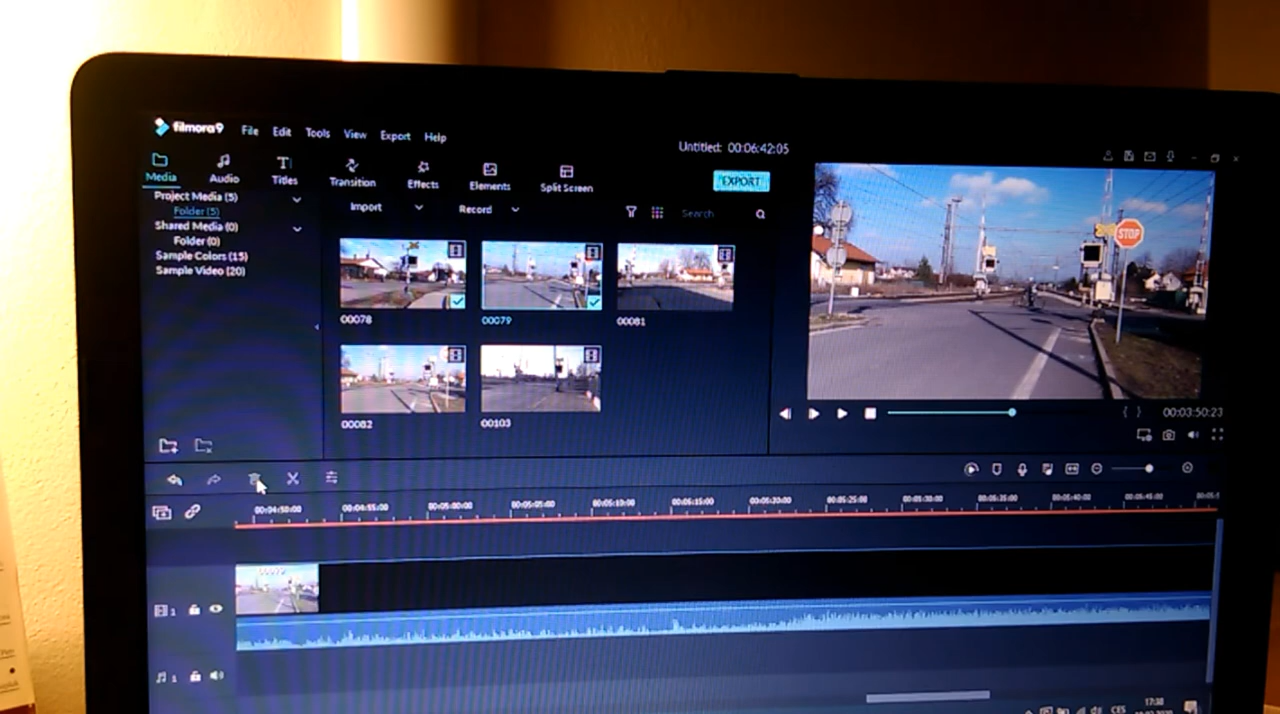 filmora9 File Edit Tools View Export Help
Untitled: 00:06:42:05
Media Audio Titles Transition Effects Elements Split Screen
EXPORT
Project Media (5)
Folder (5)
Shared Media (0)
Folder (0)
Sample Colors (15)
Sample Video (20)
Import Record Search
00078 00079 00081
00082 00103
STOP
00:03:50:23
00:04:50:00 00:04:55:00 00:05:00:00 00:05:05:00 00:05:10:00 00:05:15:00 00:05:20:00 00:05:25:00 00:05:30:00 00:05:35:00 00:05:40:00 00:05:45:00
1
1
CES 17:38